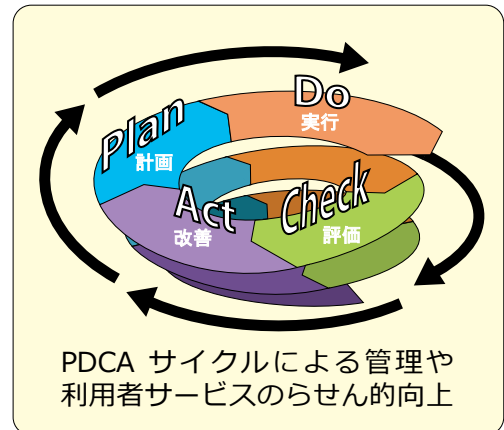 Plan
計画
Do
実行
Check
評価
Act
改善
PDCA サイクルによる管理や
利用者サービスのらせん的向上